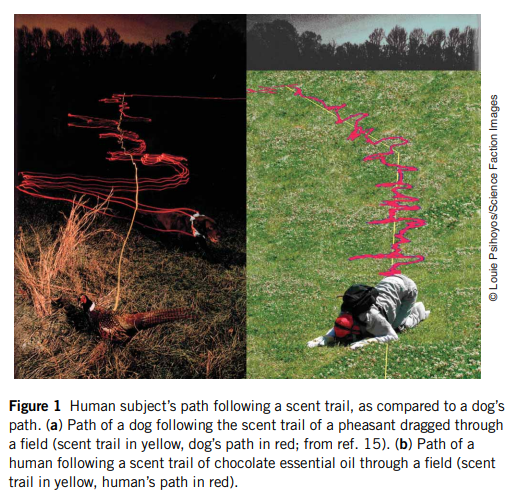 © Louie Psihoyos/Science Faction Images
Figure 1 Human subject's path following a scent trail, as compared to a dog's
path. (a) Path of a dog following the scent trail of a pheasant dragged through
a field (scent trail in yellow, dog's path in red; from ref. 15). (b) Path of a
human following a scent trail of chocolate essential oil through a field (scent
trail in yellow, human's path in red).